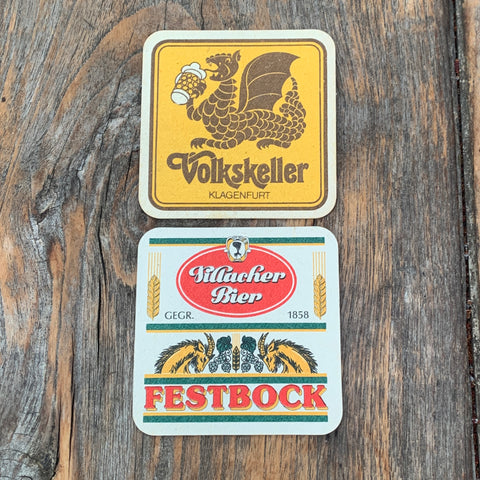 Volkskeller
KLAGENFURT
Villacher
Bier
GEGR. 1858
FESTBOCK